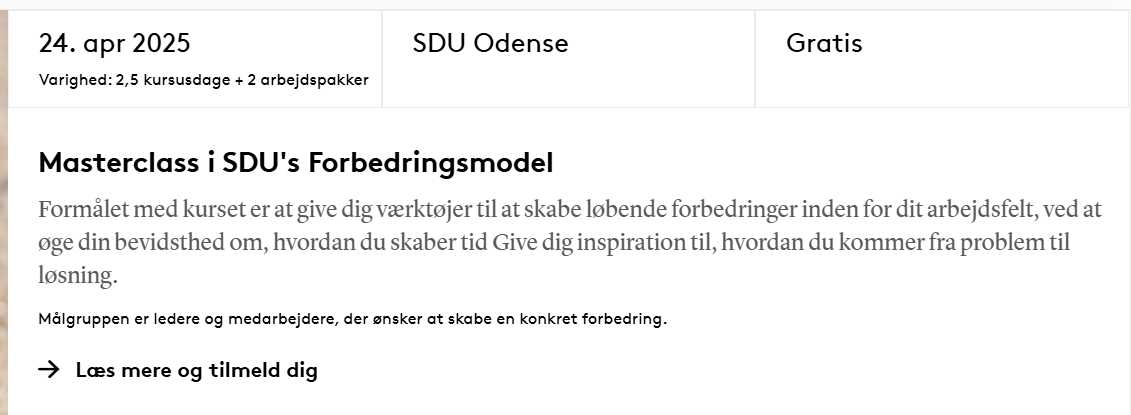 24. apr 2025
Varighed: 2,5 kursusdage + 2 arbejdspakker
SDU Odense
Gratis
Masterclass i SDU's Forbedringsmodel
Formålet med kurset er at give dig værktøjer til at skabe løbende forbedringer inden for dit arbejdsfelt, ved at
øge din bevidsthed om, hvordan du skaber tid Give dig inspiration til, hvordan du kommer fra problem til
løsning.
Målgruppen er ledere og medarbejdere, der ønsker at skabe en konkret forbedring.
→ Læs mere og tilmeld dig